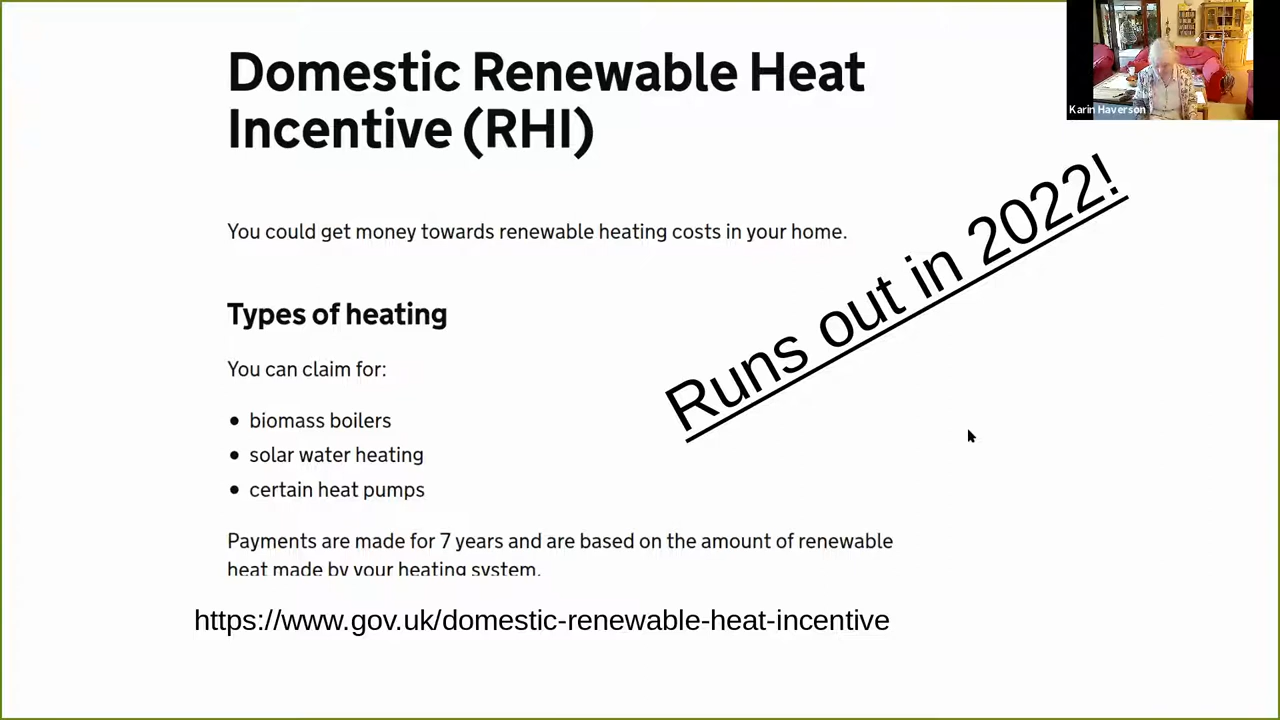 Domestic Renewable Heat
Incentive (RHI)
Karin Haverson
You could get money towards renewable heating costs in your home.
Runs out in 2022!
Types of heating
You can claim for:
• biomass boilers
• solar water heating
• certain heat pumps
Payments are made for 7 years and are based on the amount of renewable
heat made by your heating system.
https://www.gov.uk/domestic-renewable-heat-incentive